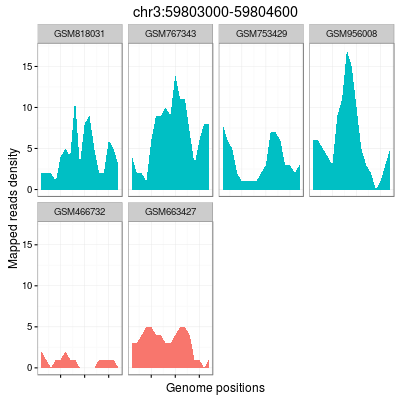 chr3:59803000-59804600
GSM818031 GSM767343 GSM753429 GSM956008
15
10
5
0
Mapped reads density
GSM466732 GSM663427
15
10
5
0
Genome positions